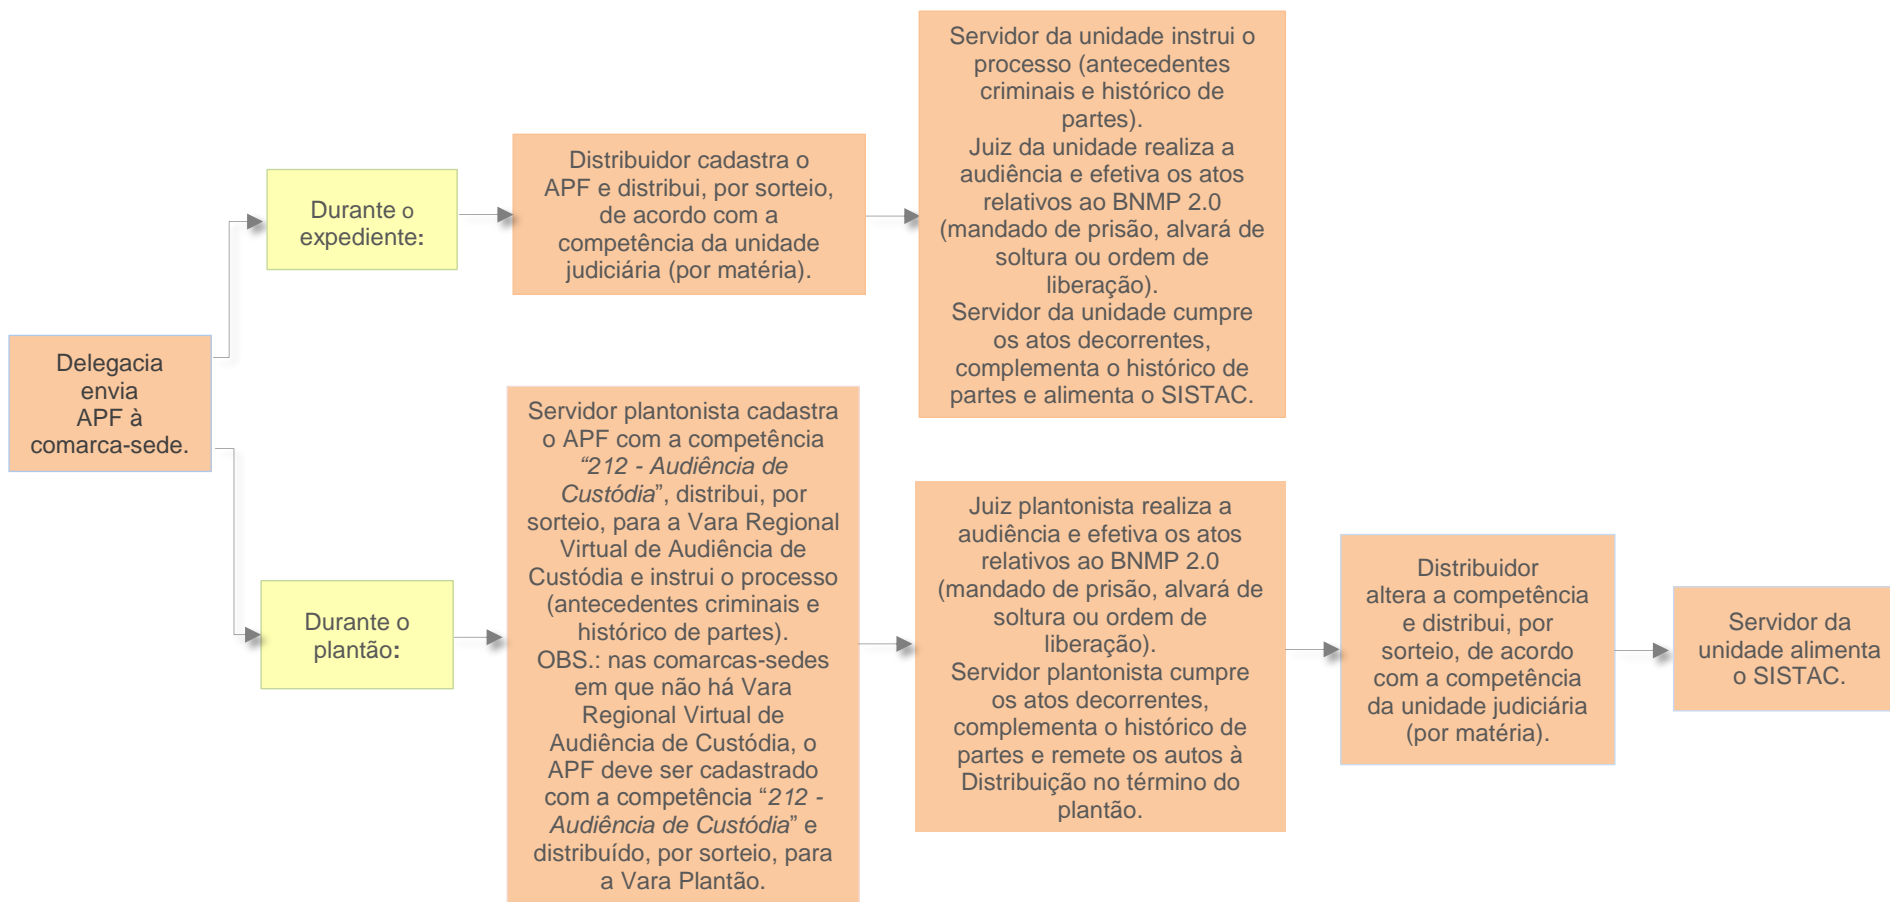 Delegacia
envia
APF à
comarca-sede.
Durante o
expediente:
Distribuidor cadastra o
APF e distribui, por sorteio,
de acordo com a
competência da unidade
judiciária (por matéria).
Servidor da unidade instrui o
processo (antecedentes
criminais e histórico de
partes).
Juiz da unidade realiza a
audiência e efetiva os atos
relativos ao BNMP 2.0
(mandado de prisão, alvará de
soltura ou ordem de
liberação).
Servidor da unidade cumpre
os atos decorrentes,
complementa o histórico de
partes e alimenta o SISTAC.
Durante o
plantão:
Servidor plantonista cadastra
o APF com a competência
“212 - Audiência de
Custódia”, distribui, por
sorteio, para a Vara Regional
Virtual de Audiência de
Custódia e instrui o processo
(antecedentes criminais e
histórico de partes).
OBS.: nas comarcas-sedes
em que não há Vara
Regional Virtual de
Audiência de Custódia, o
APF deve ser cadastrado
com a competência “212 -
Audiência de Custódia” e
distribuído, por sorteio, para
a Vara Plantão.
Juiz plantonista realiza a
audiência e efetiva os atos
relativos ao BNMP 2.0
(mandado de prisão, alvará de
soltura ou ordem de
liberação).
Servidor plantonista cumpre
os atos decorrentes,
complementa o histórico de
partes e remete os autos à
Distribuição no término do
plantão.
Distribuidor
altera a competência
e distribui, por
sorteio, de acordo
com a competência
da unidade judiciária
(por matéria).
Servidor da
unidade alimenta
o SISTAC.